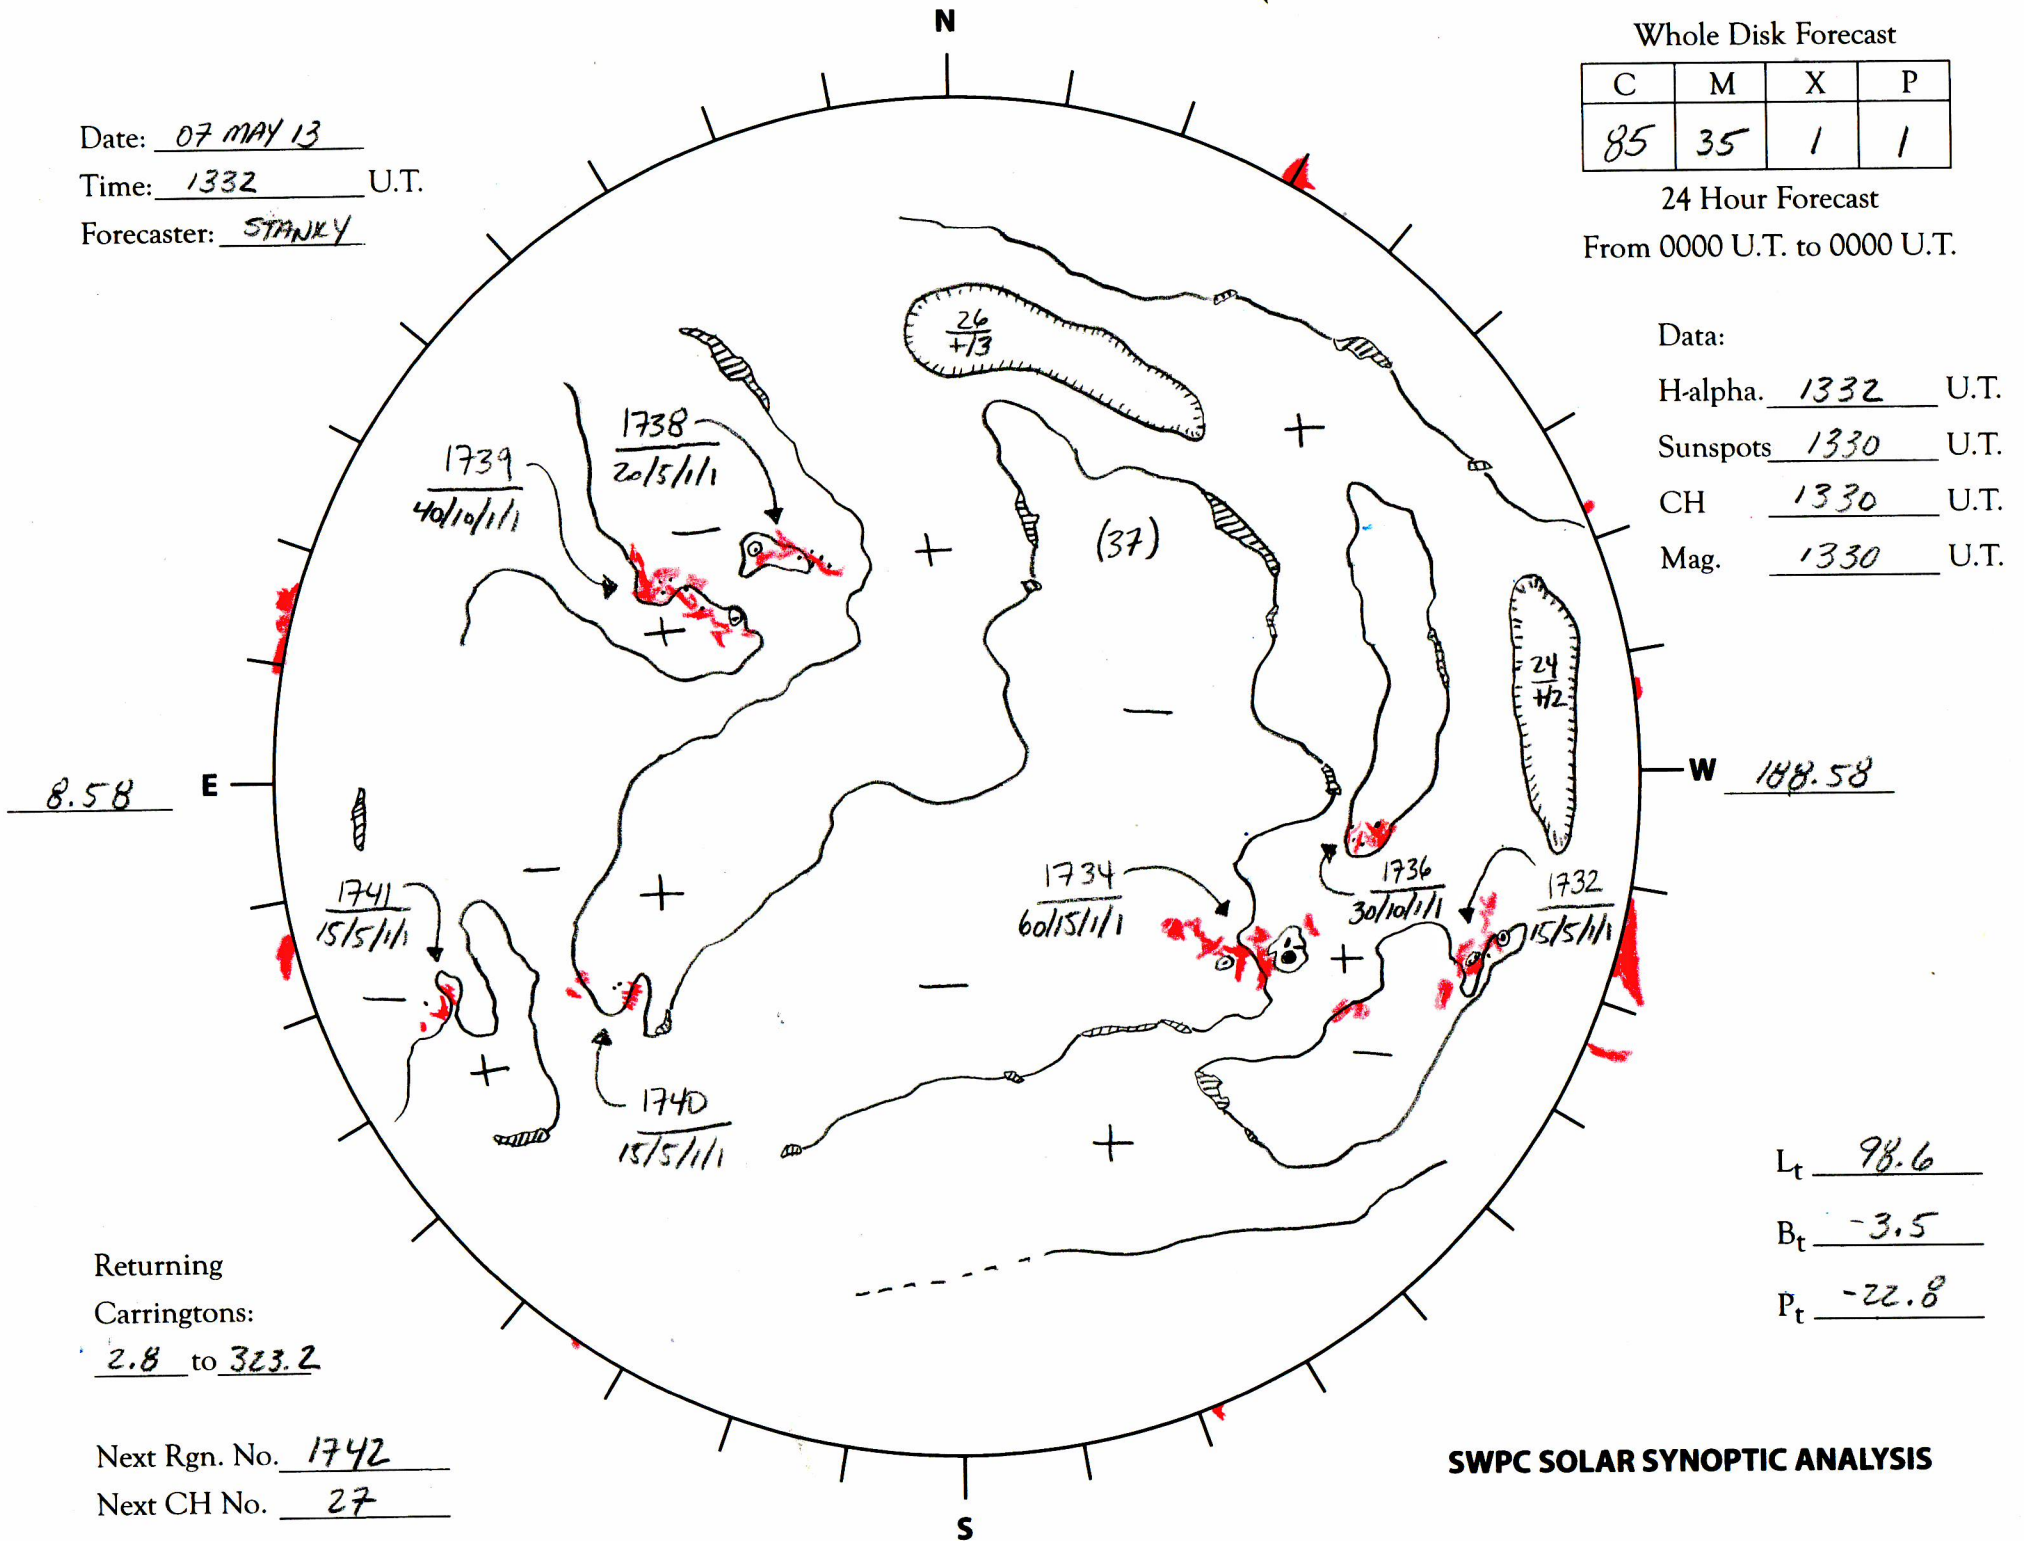 N
Whole Disk Forecast
C M X P
85 35 1 1
24 Hour Forecast
From 0000 U.T. to 0000 U.T.
Date: 07 MAY 13
Time: 1332 U.T.
Forecaster: STANKY
Data:
H-alpha. 1332 U.T.
Sunspots 1330 U.T.
CH 1330 U.T.
Mag. 1330 U.T.
26
+/3
1738
20/5/1/1
1739
40/10/1/1
(37)
24
+/2
+
−
+
+
−
8.58
E
W
188.58
−
+
1741
15/5/1/1
1734
60/15/1/1
1736
30/10/1/1
1732
15/5/1/1
−
−
+
+
−
1740
15/5/1/1
+
Lt 98.6
Bt -3.5
Pt -22.8
Returning
Carringtons:
2.8 to 323.2
Next Rgn. No. 1742
Next CH No. 27
SWPC SOLAR SYNOPTIC ANALYSIS
S